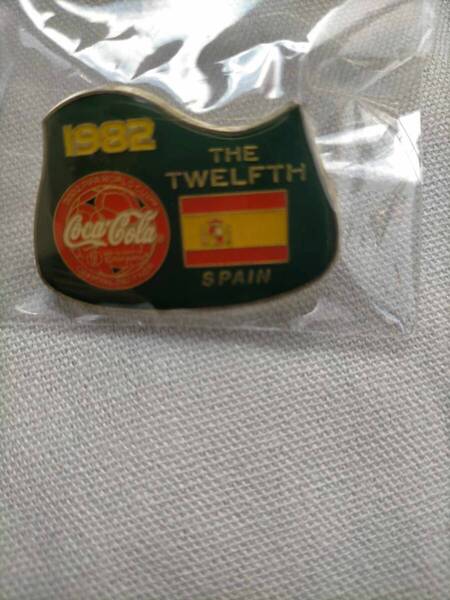 1982
THE
TWELFTH
Coca-Cola
SPAIN